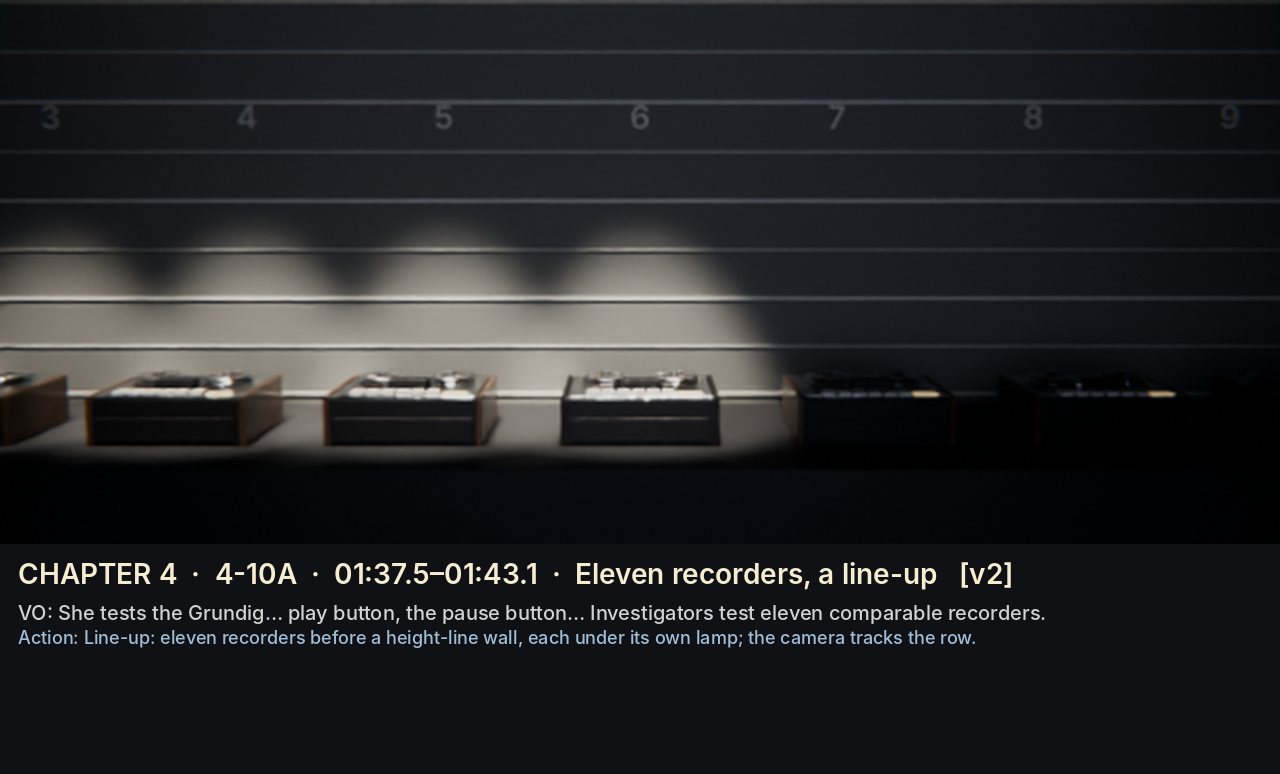 3 4 5 6 7 8 9
CHAPTER 4 · 4-10A · 01:37.5–01:43.1 · Eleven recorders, a line-up [v2]
VO: She tests the Grundig... play button, the pause button... Investigators test eleven comparable recorders.
Action: Line-up: eleven recorders before a height-line wall, each under its own lamp; the camera tracks the row.